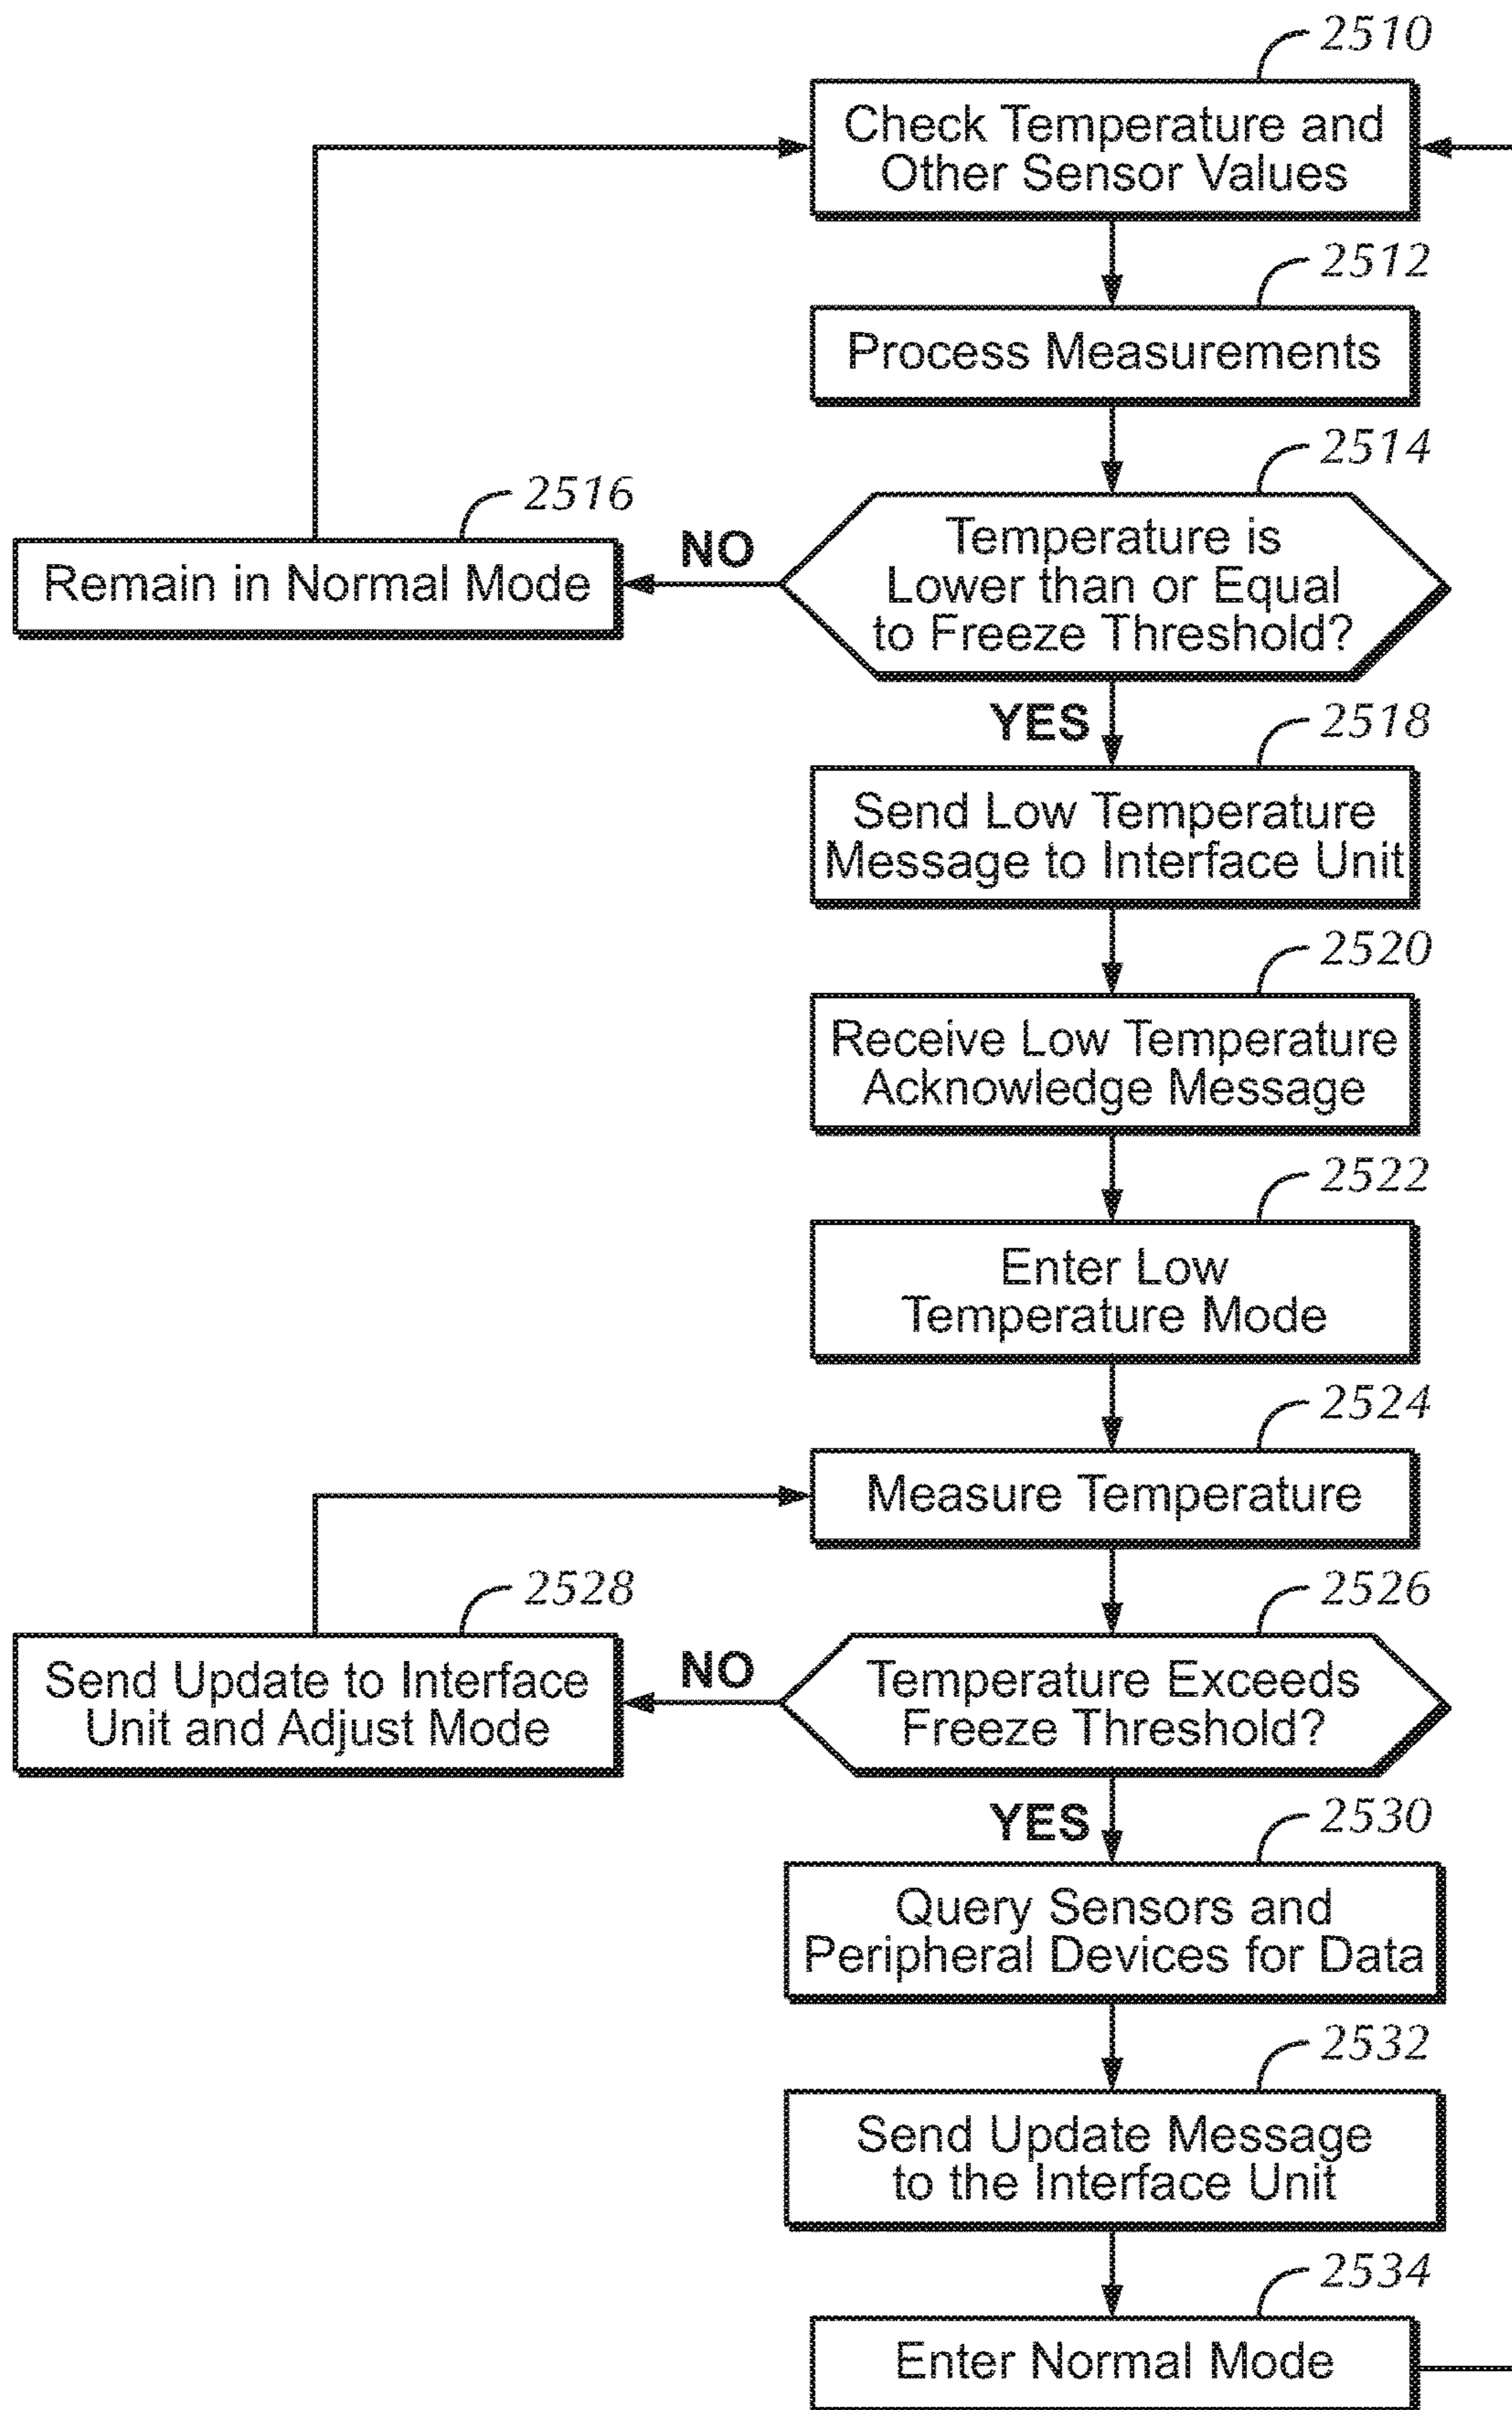 2510
Check Temperature and
Other Sensor Values
2512
Process Measurements
2514
Temperature is
Lower than or Equal
to Freeze Threshold?
NO
2516
Remain in Normal Mode
YES
2518
Send Low Temperature
Message to Interface Unit
2520
Receive Low Temperature
Acknowledge Message
2522
Enter Low
Temperature Mode
2524
Measure Temperature
2526
Temperature Exceeds
Freeze Threshold?
NO
2528
Send Update to Interface
Unit and Adjust Mode
YES
2530
Query Sensors and
Peripheral Devices for Data
2532
Send Update Message
to the Interface Unit
2534
Enter Normal Mode